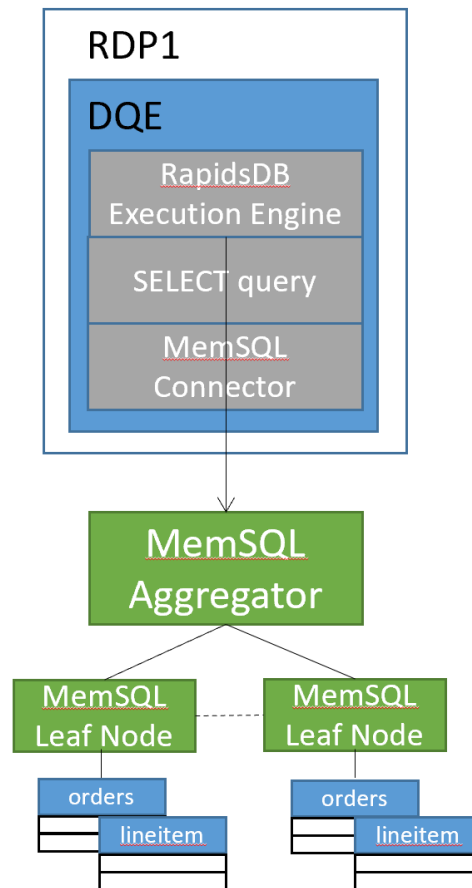 RDP1
DQE
RapidsDB
Execution Engine
SELECT query
MemSQL
Connector
MemSQL
Aggregator
MemSQL
Leaf Node
MemSQL
Leaf Node
orders
lineitem
orders
lineitem